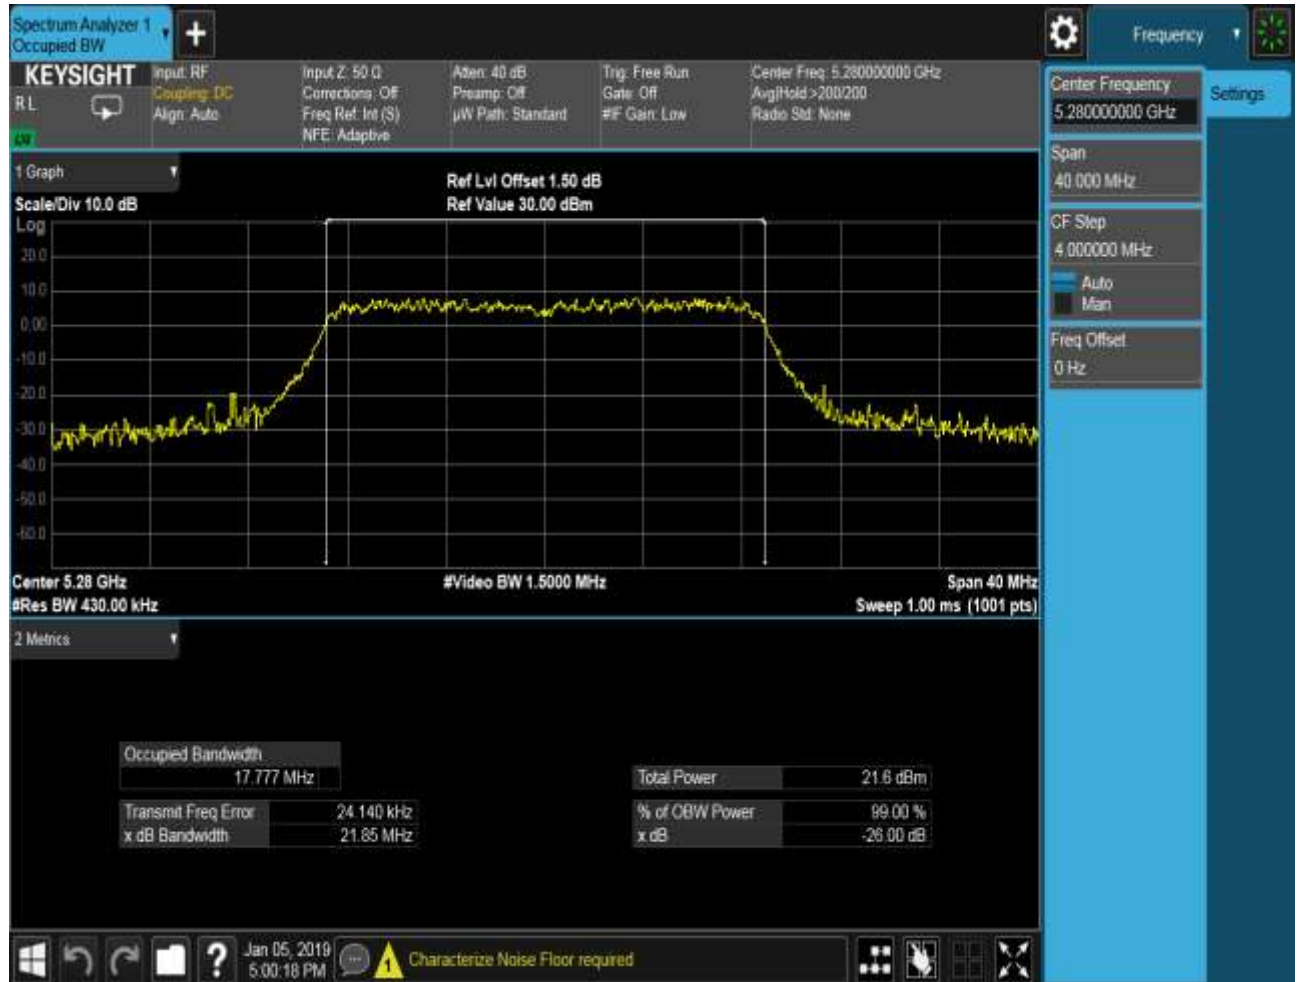 Spectrum Analyzer 1
Occupied BW
Frequency
KEYSIGHT
R L
Input: RF
Coupling: DC
Align: Auto
Input Z: 50 Ω
Corrections: Off
Freq Ref: Int (S)
NFE: Adaptive
Atten: 40 dB
Preamp: Off
µW Path: Standard
Trig: Free Run
Gate: Off
#IF Gain: Low
Center Freq: 5.280000000 GHz
Avg|Hold:>200/200
Radio Std: None
Center Frequency
5.280000000 GHz
Settings
Span
40.000 MHz
CF Step
4.000000 MHz
Auto
Man
Freq Offset
0 Hz
1 Graph
Scale/Div 10.0 dB
Ref Lvl Offset 1.50 dB
Ref Value 30.00 dBm
Log
20.0
10.0
0.00
-10.0
-20.0
-30.0
-40.0
-50.0
-60.0
Center 5.28 GHz
#Video BW 1.5000 MHz
Span 40 MHz
#Res BW 430.00 kHz
Sweep 1.00 ms (1001 pts)
2 Metrics
Occupied Bandwidth
17.777 MHz
Total Power 21.6 dBm
Transmit Freq Error 24.140 kHz
% of OBW Power 99.00 %
x dB Bandwidth 21.85 MHz
x dB -26.00 dB
?
Jan 05, 2019
5:00:18 PM
1
Characterize Noise Floor required